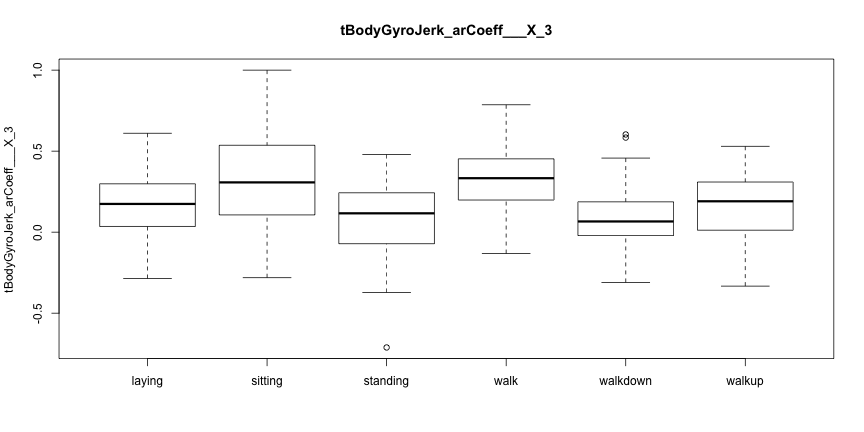 tBodyGyroJerk_arCoeff___X_3
tBodyGyroJerk_arCoeff___X_3
1.0
0.5
0.0
-0.5
laying sitting standing walk walkdown walkup